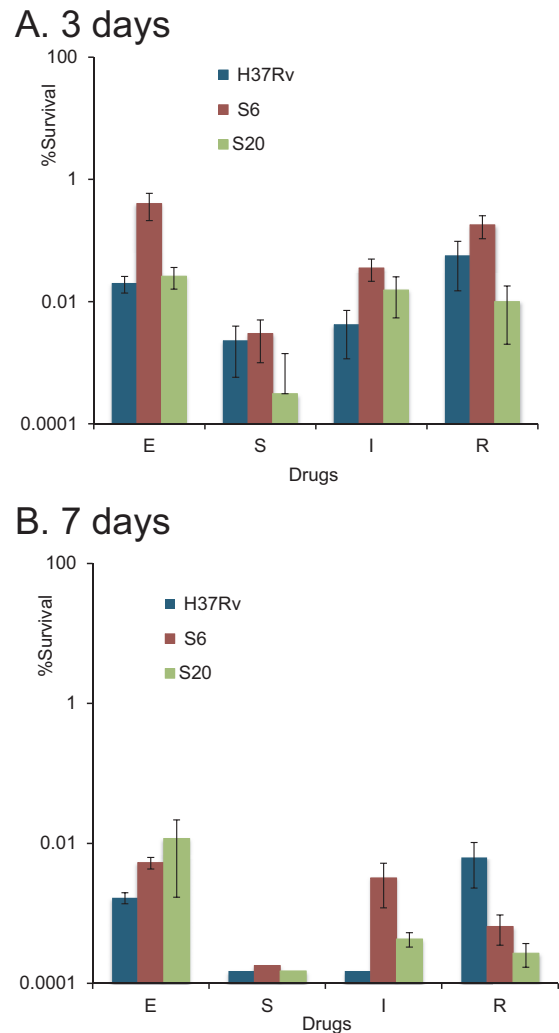 A. 3 days
100
H37Rv
S6
S20
%Survival
1
0.01
0.0001
E S I R
Drugs
B. 7 days
100
H37Rv
S6
S20
%Survival
1
0.01
0.0001
E S I R
Drugs